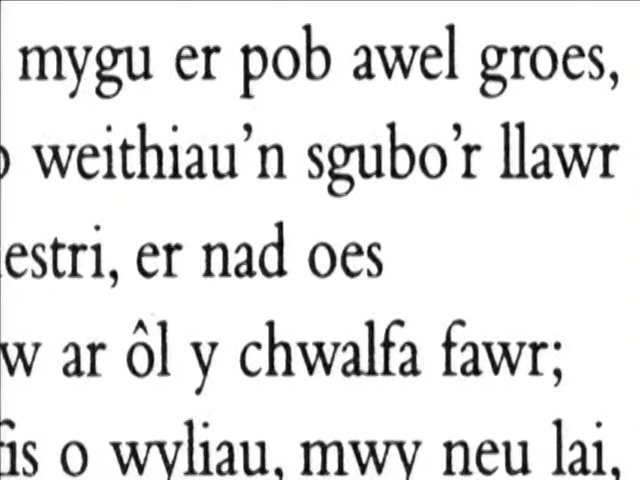 mygu er pob awel groes,
weithiau'n sgubo'r llawr
estri, er nad oes
w ar ôl y chwalfa fawr;
fis o wyliau, mwy neu lai,